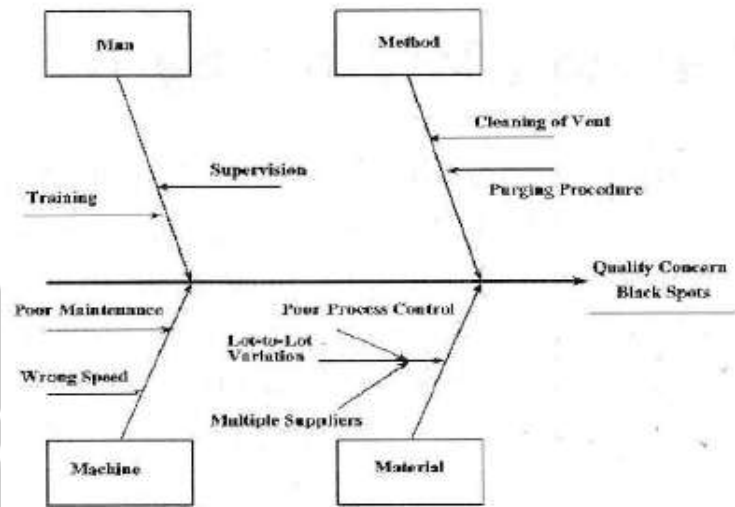 Man
Method
Cleaning of Vent
Supervision
Purging Procedure
Training
Quality Concern
Black Spots
Poor Maintenance
Poor Process Control
Lot-to-Lot
Variation
Wrong Speed
Multiple Suppliers
Machine
Material